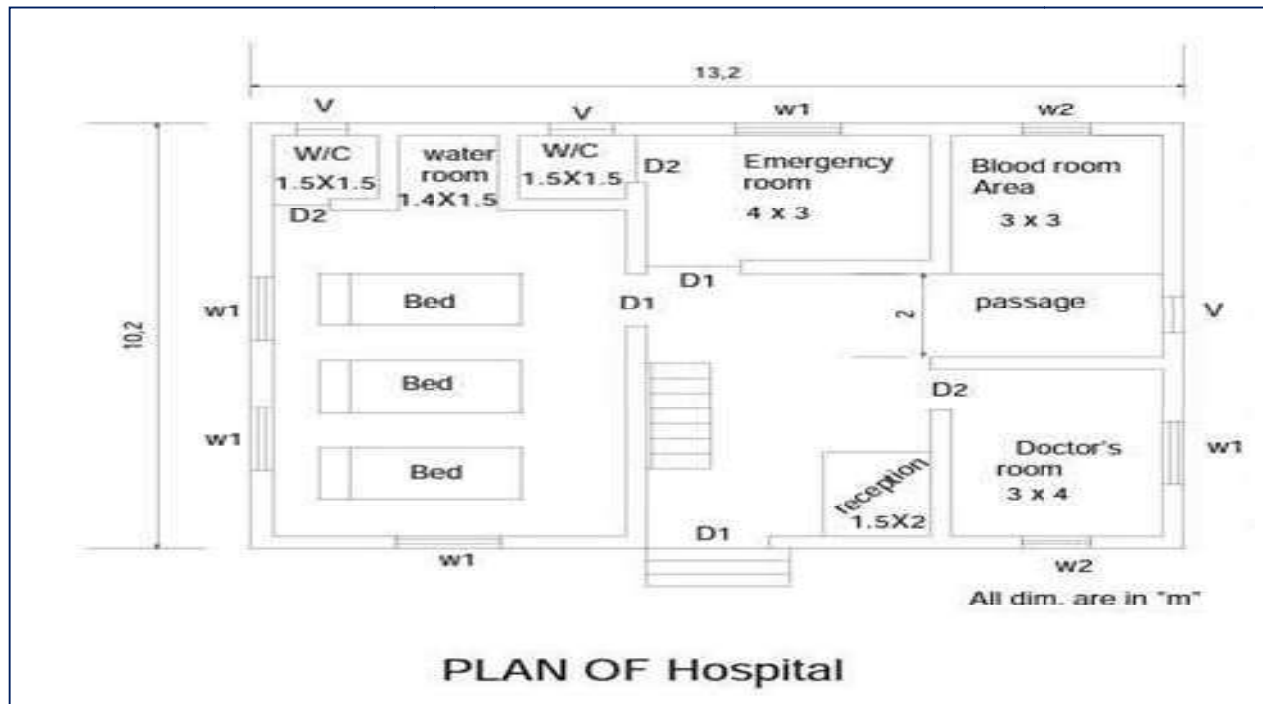 13,2
V
V
w1
w2
W/C
1.5X1.5
water
room
1.4X1.5
W/C
1.5X1.5
D2
Emergency
room
4 x 3
Blood room
Area
3 x 3
D2
D1
w1
Bed
D1
2
passage
V
10,2
Bed
D2
w1
Bed
Doctor's
room
3 x 4
w1
reception
1.5X2
D1
w1
w2
All dim. are in "m"
PLAN OF Hospital